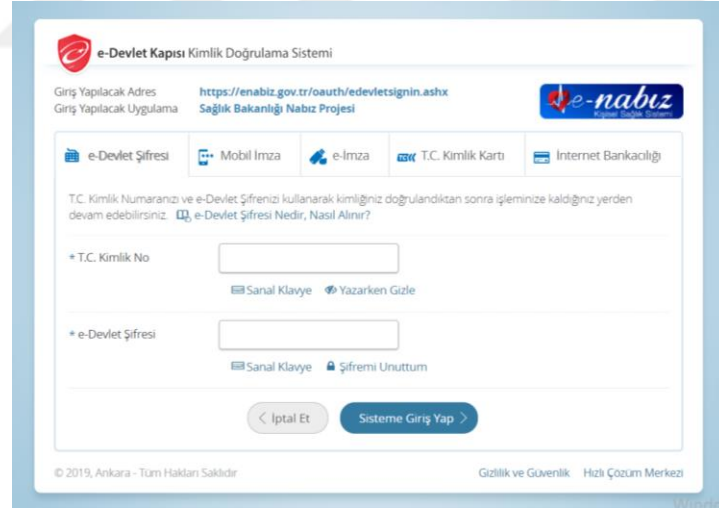 e-Devlet Kapısı Kimlik Doğrulama Sistemi
Giriş Yapılacak Adres https://enabiz.gov.tr/oauth/edevletsignin.ashx
Giriş Yapılacak Uygulama Sağlık Bakanlığı Nabız Projesi
e-nabız
Kişisel Sağlık Sistemi
e-Devlet Şifresi Mobil İmza e-İmza T.C. Kimlik Kartı İnternet Bankacılığı
T.C. Kimlik Numaranızı ve e-Devlet Şifrenizi kullanarak kimliğiniz doğrulandıktan sonra işleminize kaldığınız yerden
devam edebilirsiniz. e-Devlet Şifresi Nedir, Nasıl Alınır?
* T.C. Kimlik No
Sanal Klavye Yazarken Gizle
* e-Devlet Şifresi
Sanal Klavye Şifremi Unuttum
İptal Et Sisteme Giriş Yap
© 2019, Ankara - Tüm Hakları Saklıdır Gizlilik ve Güvenlik Hızlı Çözüm Merkezi